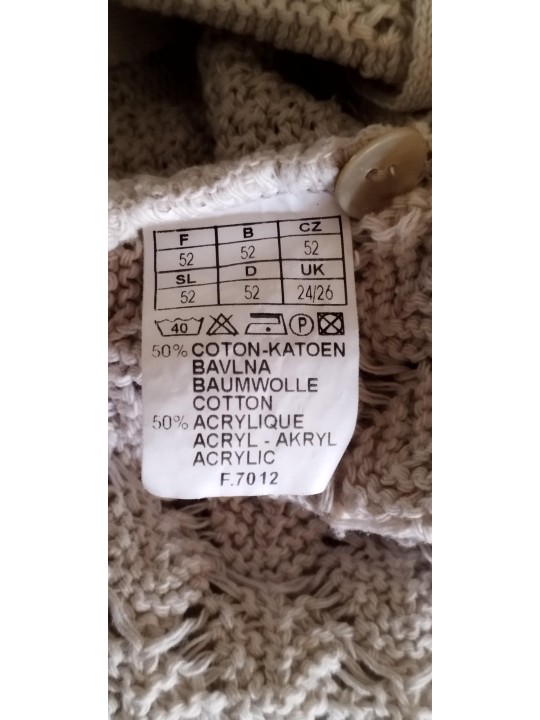 F B CZ
52 52 52
SL D UK
52 52 24/26
40 P
50% COTON-KATOEN
BAVLNA
BAUMWOLLE
COTTON
50% ACRYLIQUE
ACRYL - AKRYL
ACRYLIC
F.7012